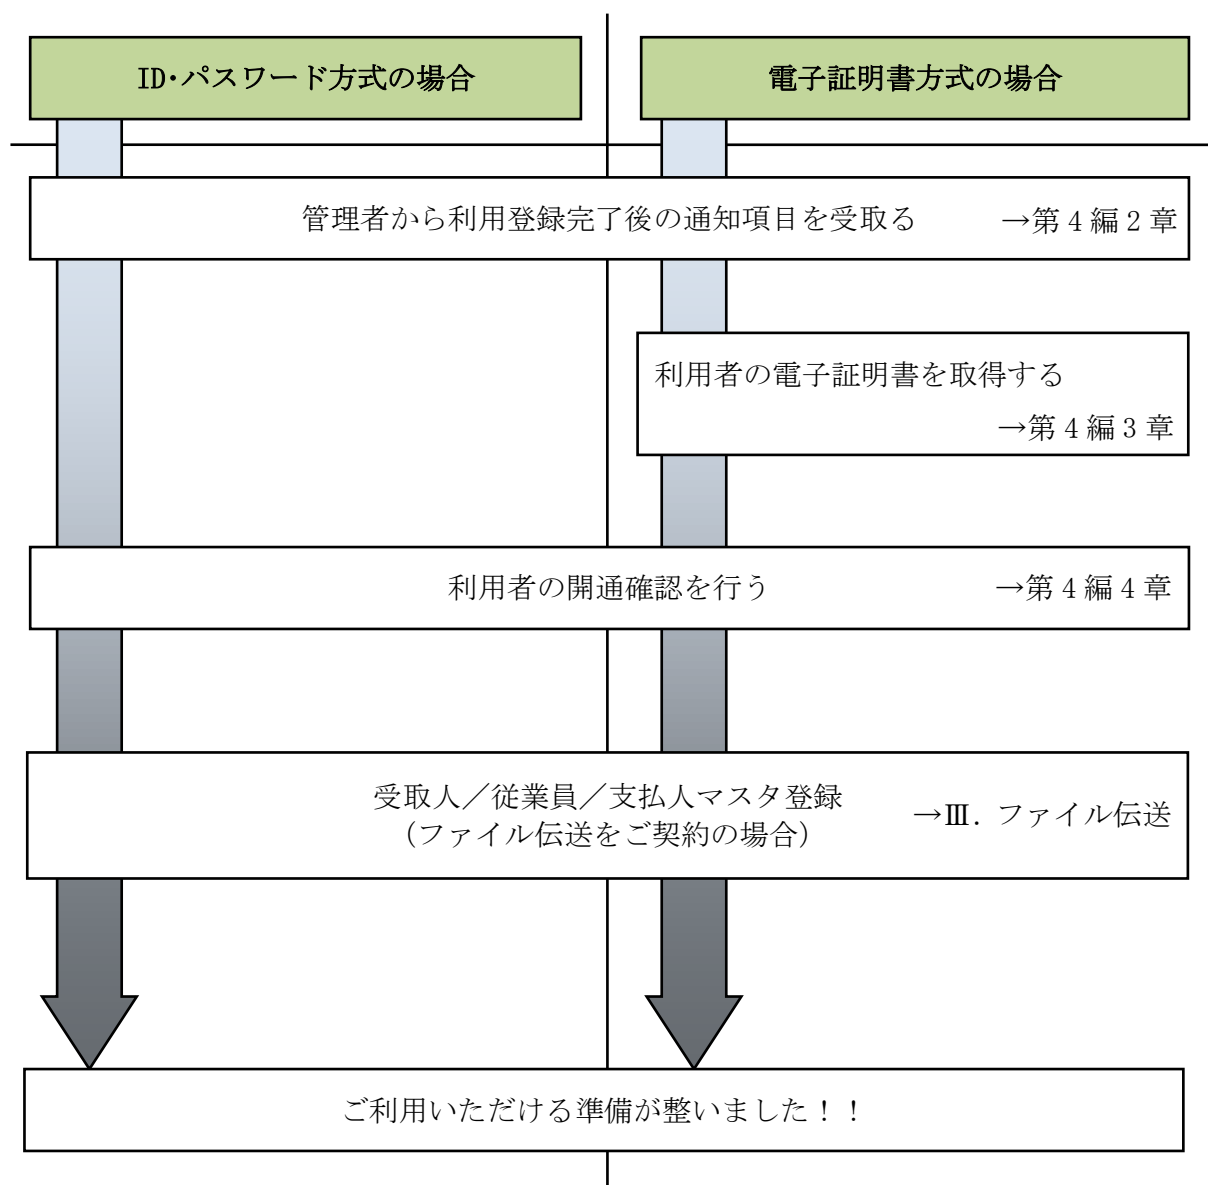 ID・パスワード方式の場合
電子証明書方式の場合
管理者から利用登録完了後の通知項目を受取る →第４編２章
利用者の電子証明書を取得する
→第４編３章
利用者の開通確認を行う →第４編４章
受取人／従業員／支払人マスタ登録
（ファイル伝送をご契約の場合）
→Ⅲ．ファイル伝送
ご利用いただける準備が整いました！！